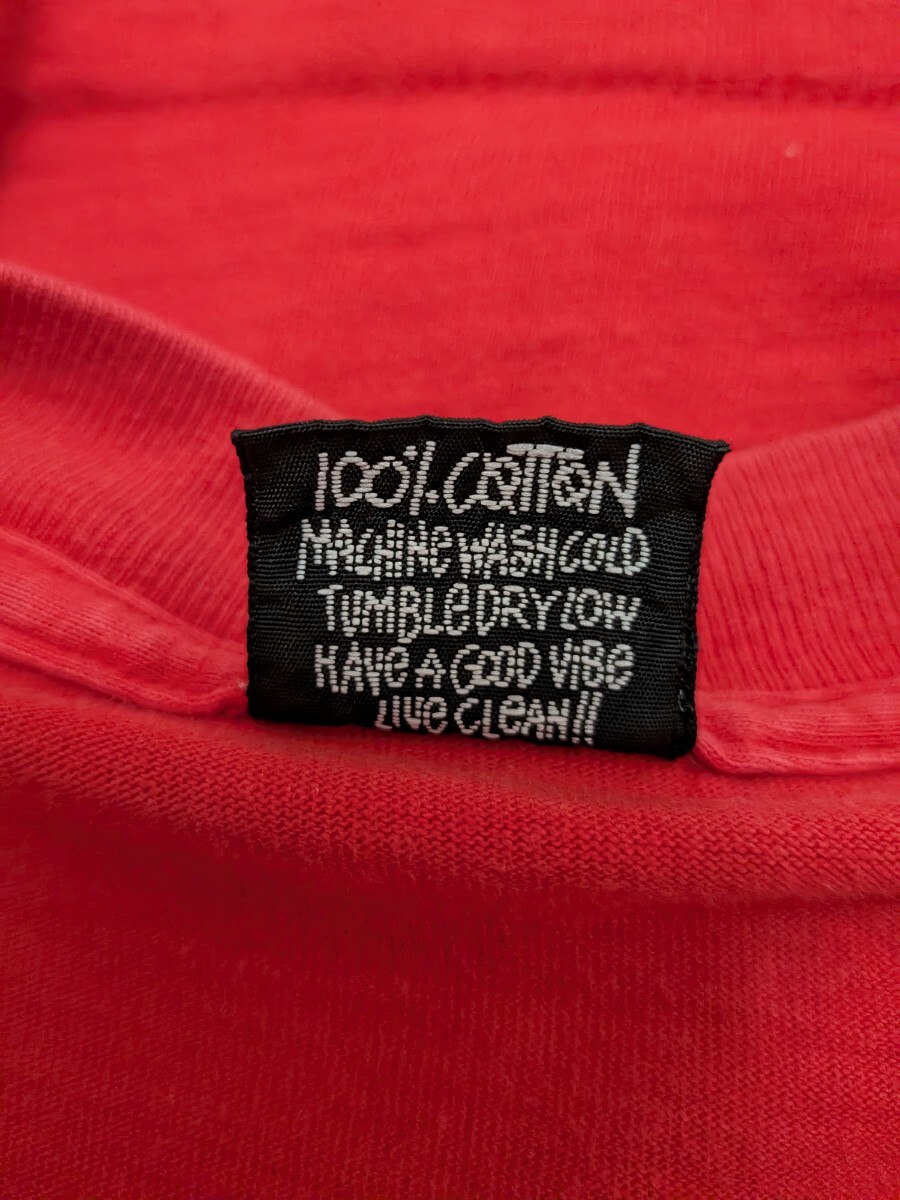 100% COTTON
MACHINE WASH COLD
TUMBLE DRY LOW
HAVE A GOOD VIBE
LIVE CLEAN!!